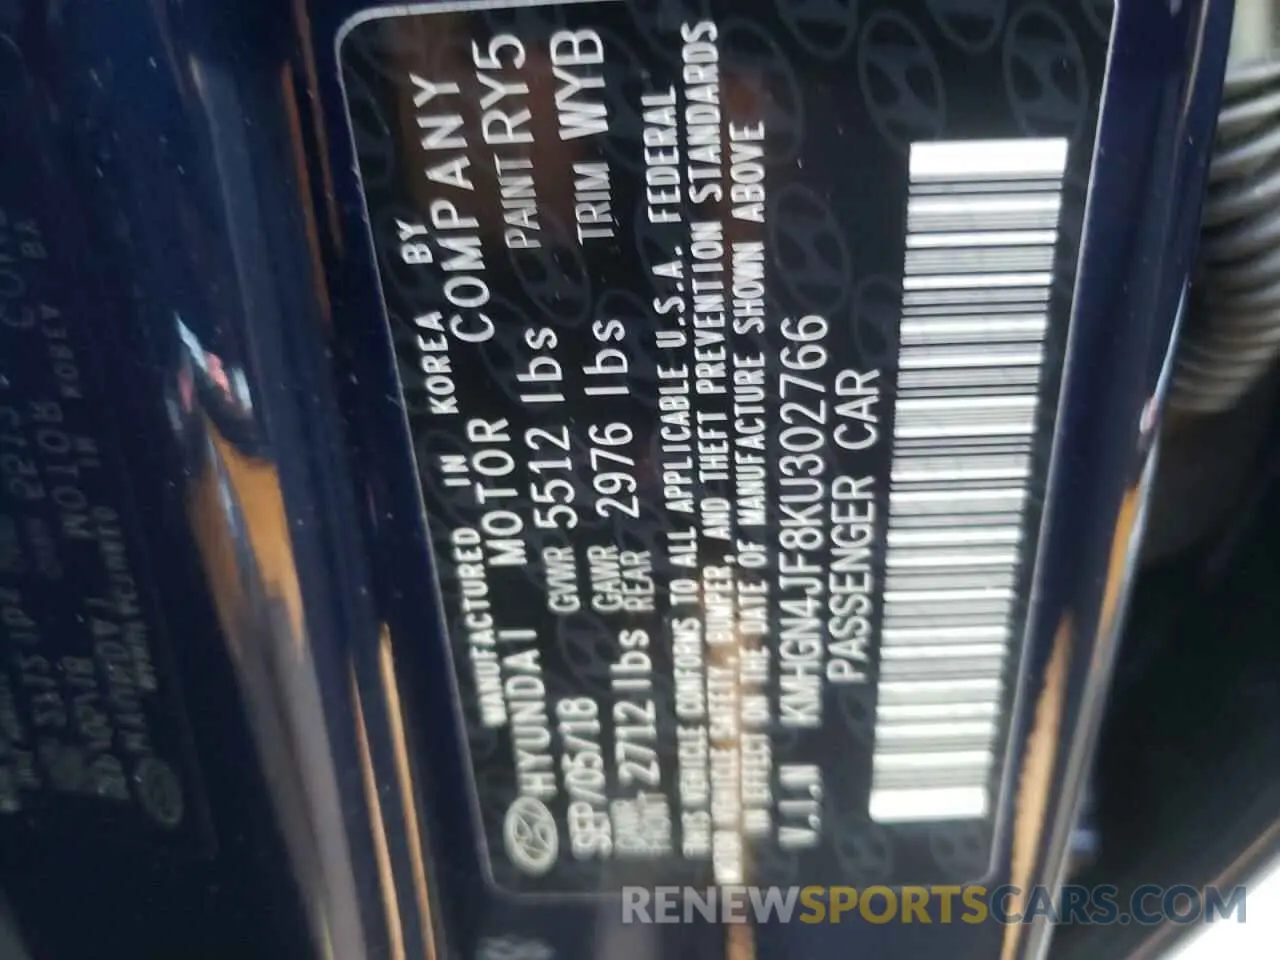 MANUFACTURED IN KOREA BY
HYUNDAI MOTOR COMPANY
SEP/05/18 GVWR 5512 lbs PAINT RY5
GAWR FRONT 2712 lbs GAWR REAR 2976 lbs TRIM WYB
THIS VEHICLE CONFORMS TO ALL APPLICABLE U.S.A. FEDERAL
MOTOR VEHICLE SAFETY, BUMPER, AND THEFT PREVENTION STANDARDS
IN EFFECT ON THE DATE OF MANUFACTURE SHOWN ABOVE
V.I.N KMHGN4JF8KU302766
PASSENGER CAR
RENEWSPORTSCARS.COM